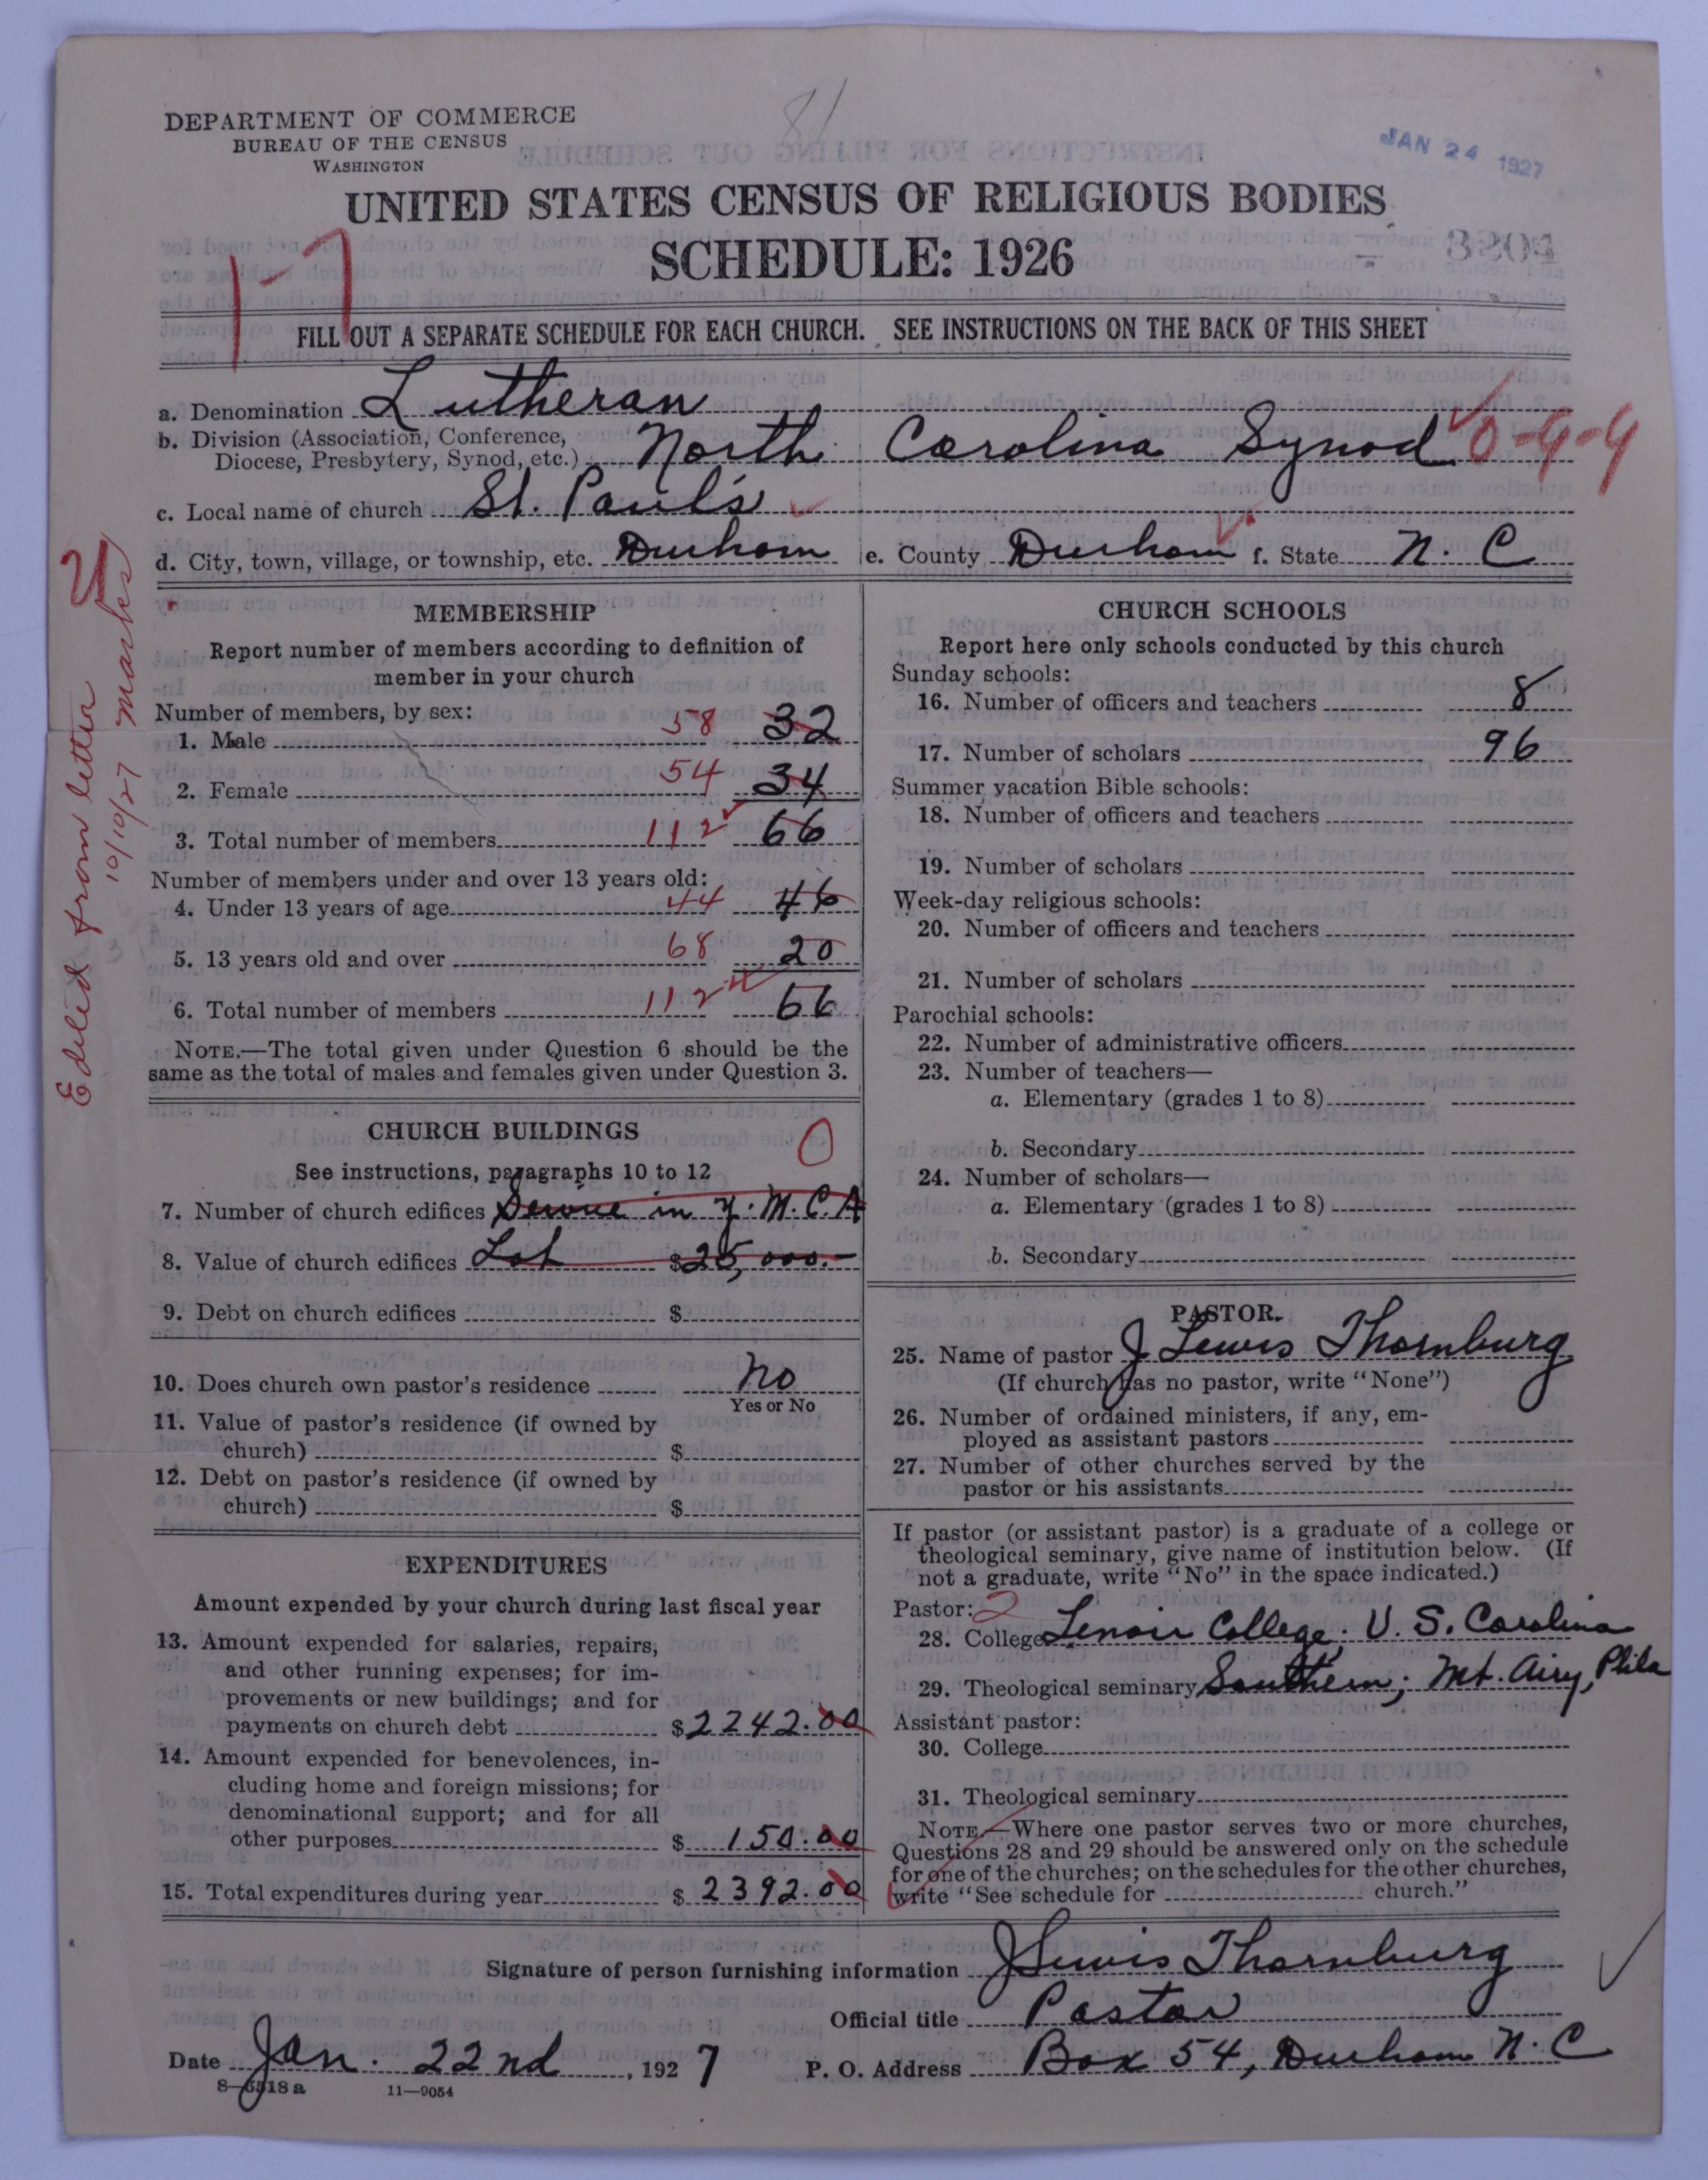 81
JAN 24 1927
DEPARTMENT OF COMMERCE
BUREAU OF THE CENSUS
WASHINGTON
UNITED STATES CENSUS OF RELIGIOUS BODIES
SCHEDULE: 1926
3204
1-7
FILL OUT A SEPARATE SCHEDULE FOR EACH CHURCH. SEE INSTRUCTIONS ON THE BACK OF THIS SHEET
a. Denomination Lutheran
b. Division (Association, Conference,
Diocese, Presbytery, Synod, etc.) North Carolina Synod 0-4-4
c. Local name of church St. Paul's
d. City, town, village, or township, etc. Durham e. County Durham f. State N. C
Edited from letter
10/10/27
MEMBERSHIP
Report number of members according to definition of
member in your church
Number of members, by sex:
1. Male 58 32
2. Female 54 34
3. Total number of members 112 66
Number of members under and over 13 years old:
4. Under 13 years of age 44 46
5. 13 years old and over 68 20
6. Total number of members 112 66
NOTE.—The total given under Question 6 should be the
same as the total of males and females given under Question 3.
CHURCH BUILDINGS 0
See instructions, paragraphs 10 to 12
7. Number of church edifices Service in Y. M. C. A
8. Value of church edifices Lot $25,000.—
9. Debt on church edifices $
10. Does church own pastor's residence No
Yes or No
11. Value of pastor's residence (if owned by
church) $
12. Debt on pastor's residence (if owned by
church) $
EXPENDITURES
Amount expended by your church during last fiscal year
13. Amount expended for salaries, repairs,
and other running expenses; for im-
provements or new buildings; and for
payments on church debt $2242.00
14. Amount expended for benevolences, in-
cluding home and foreign missions; for
denominational support; and for all
other purposes $ 150.00
15. Total expenditures during year $ 2392.00
CHURCH SCHOOLS
Report here only schools conducted by this church
Sunday schools:
16. Number of officers and teachers 8
17. Number of scholars 96
Summer vacation Bible schools:
18. Number of officers and teachers
19. Number of scholars
Week-day religious schools:
20. Number of officers and teachers
21. Number of scholars
Parochial schools:
22. Number of administrative officers
23. Number of teachers—
a. Elementary (grades 1 to 8)
b. Secondary
24. Number of scholars—
a. Elementary (grades 1 to 8)
b. Secondary
PASTOR
25. Name of pastor J Lewis Thornburg
(If church has no pastor, write "None")
26. Number of ordained ministers, if any, em-
ployed as assistant pastors
27. Number of other churches served by the
pastor or his assistants
If pastor (or assistant pastor) is a graduate of a college or
theological seminary, give name of institution below. (If
not a graduate, write "No" in the space indicated.)
Pastor: 2
28. College Lenoir College; U. S. Carolina
29. Theological seminary Southern; Mt. Airy, Phila
Assistant pastor:
30. College
31. Theological seminary
NOTE.—Where one pastor serves two or more churches,
Questions 28 and 29 should be answered only on the schedule
for one of the churches; on the schedules for the other churches,
write "See schedule for church."
Signature of person furnishing information J Lewis Thornburg
Official title Pastor
Date Jan. 22nd, 1927 P. O. Address Box 54, Durham N. C
8—6518 a 11—9054